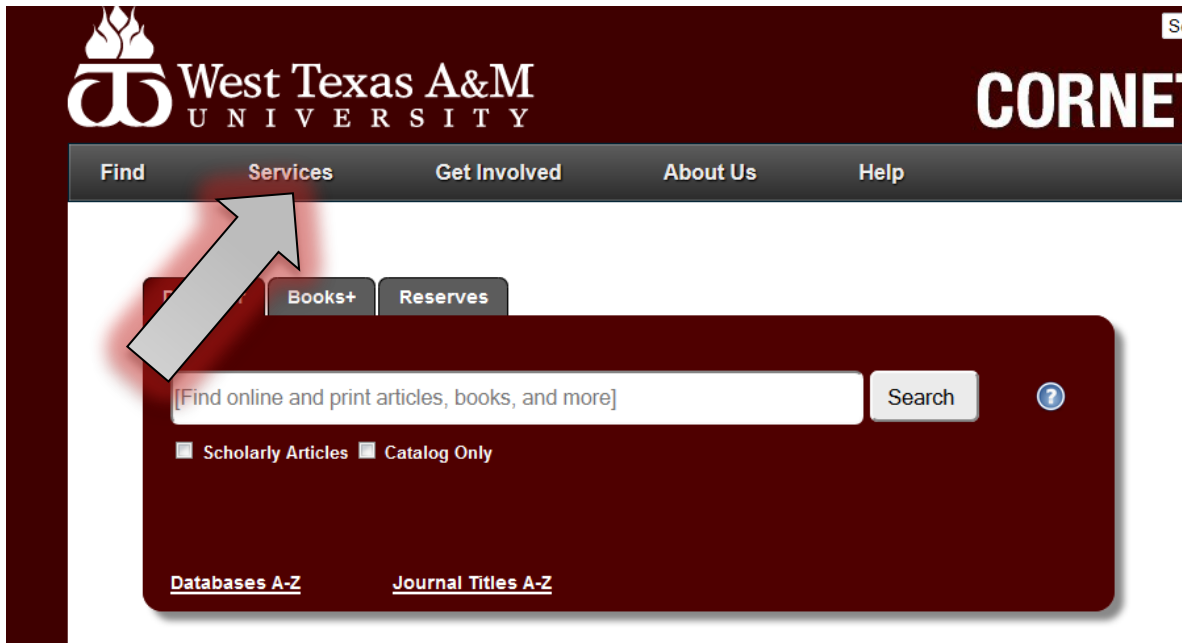 West Texas A&M
UNIVERSITY
Find Services Get Involved About Us Help
Books+ Reserves
[Find online and print articles, books, and more] Search ?
Scholarly Articles Catalog Only
Databases A-Z Journal Titles A-Z